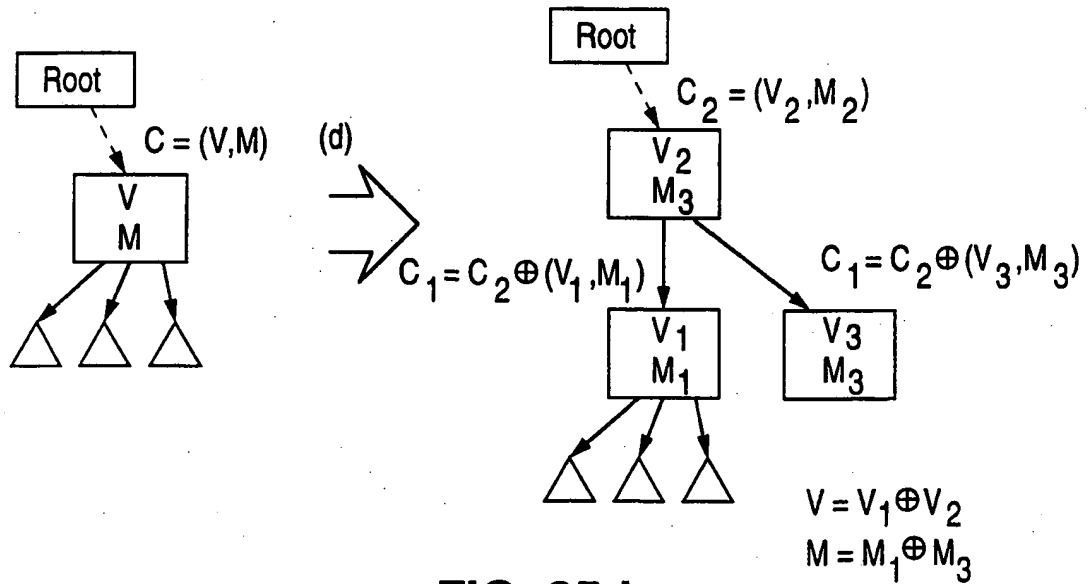 Root
C = (V,M)
V
M
(d)
Root
C₂ = (V₂,M₂)
V₂
M₃
C₁ = C₂⊕(V₁,M₁)
C₁ = C₂⊕(V₃,M₃)
V₁
M₁
V₃
M₃
V = V₁⊕V₂
M = M₁⊕M₃